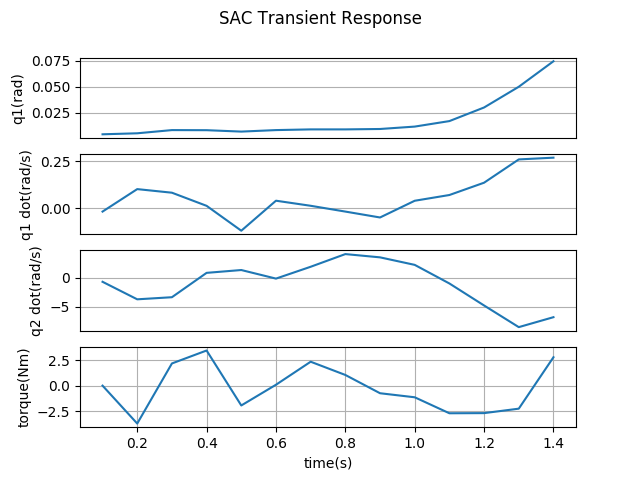 SAC Transient Response
q1(rad)
0.075
0.050
0.025
q1 dot(rad/s)
0.25
0.00
q2 dot(rad/s)
0
−5
torque(Nm)
2.5
0.0
−2.5
0.2 0.4 0.6 0.8 1.0 1.2 1.4
time(s)